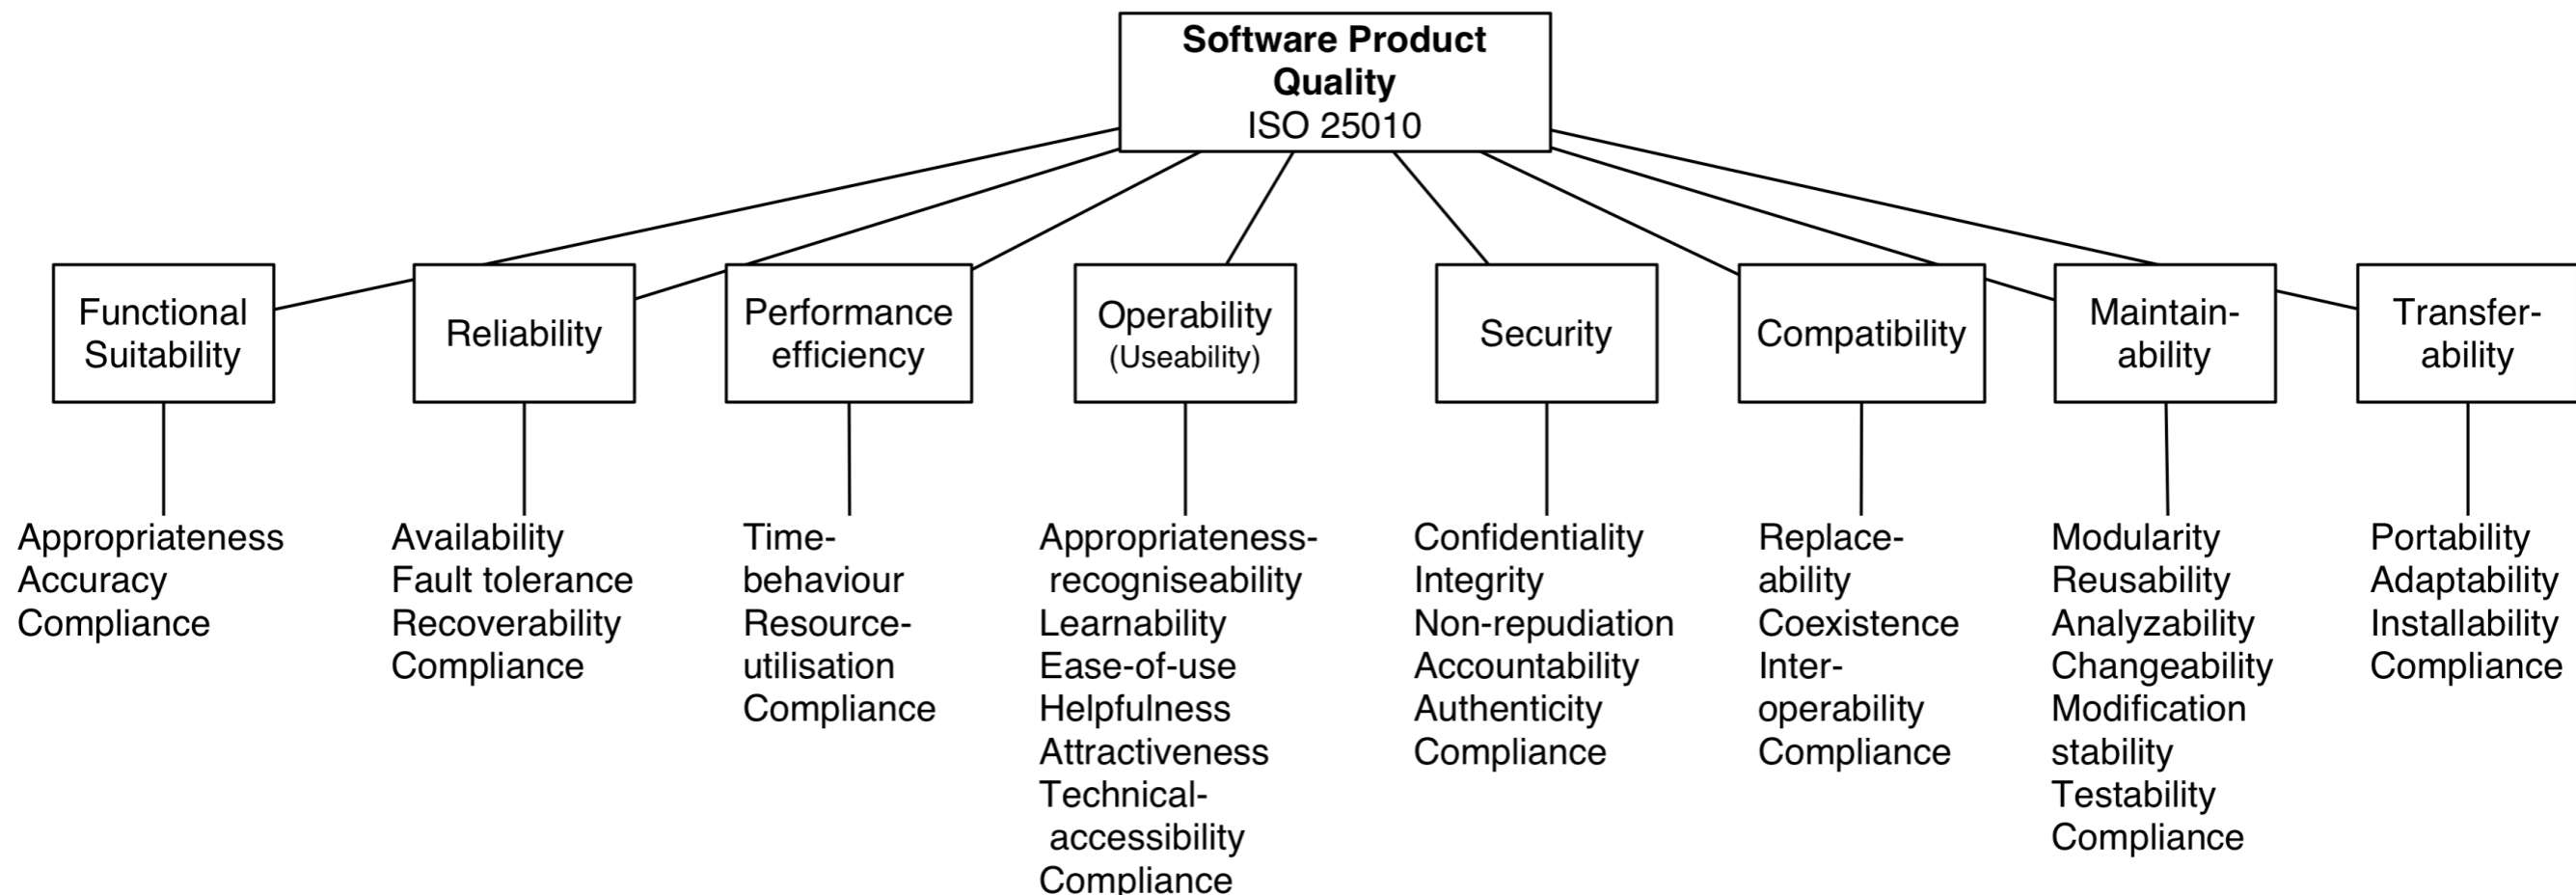 Software Product
Quality
ISO 25010
Functional
Suitability
Reliability
Performance
efficiency
Operability
(Useability)
Security
Compatibility
Maintain-
ability
Transfer-
ability
Appropriateness
Accuracy
Compliance
Availability
Fault tolerance
Recoverability
Compliance
Time-
behaviour
Resource-
utilisation
Compliance
Appropriateness-
recogniseability
Learnability
Ease-of-use
Helpfulness
Attractiveness
Technical-
accessibility
Compliance
Confidentiality
Integrity
Non-repudiation
Accountability
Authenticity
Compliance
Replace-
ability
Coexistence
Inter-
operability
Compliance
Modularity
Reusability
Analyzability
Changeability
Modification
stability
Testability
Compliance
Portability
Adaptability
Installability
Compliance